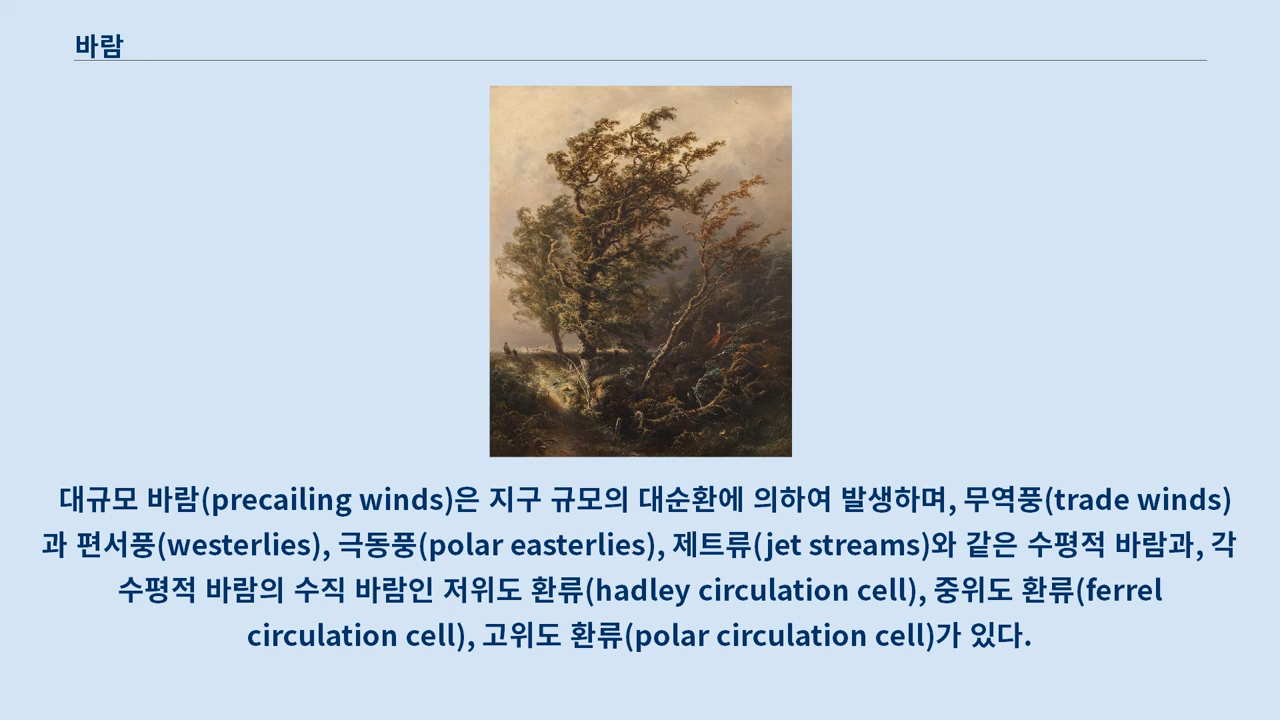 바람
대규모 바람(precailing winds)은 지구 규모의 대순환에 의하여 발생하며, 무역풍(trade winds)
과 편서풍(westerlies), 극동풍(polar easterlies), 제트류(jet streams)와 같은 수평적 바람과, 각
수평적 바람의 수직 바람인 저위도 환류(hadley circulation cell), 중위도 환류(ferrel
circulation cell), 고위도 환류(polar circulation cell)가 있다.